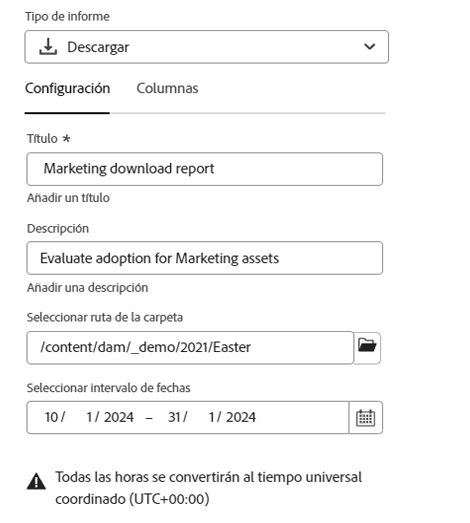 Tipo de informe
Descargar
Configuración Columnas
Título *
Marketing download report
Añadir un título
Descripción
Evaluate adoption for Marketing assets
Añadir una descripción
Seleccionar ruta de la carpeta
/content/dam/_demo/2021/Easter
Seleccionar intervalo de fechas
10/ 1/ 2024 – 31/ 1/ 2024
Todas las horas se convertirán al tiempo universal
coordinado (UTC+00:00)